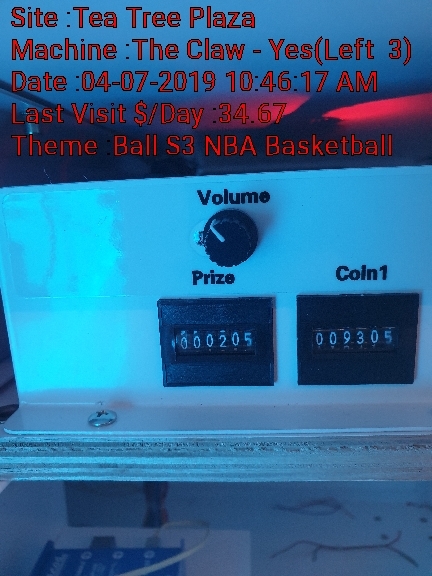 Site :Tea Tree Plaza
Machine :The Claw - Yes(Left  3)
Date :04-07-2019 10:46:17 AM
Last Visit $/Day :34.67
Theme :Ball S3 NBA Basketball
Volume
Prize
CoIn1
000205
009305